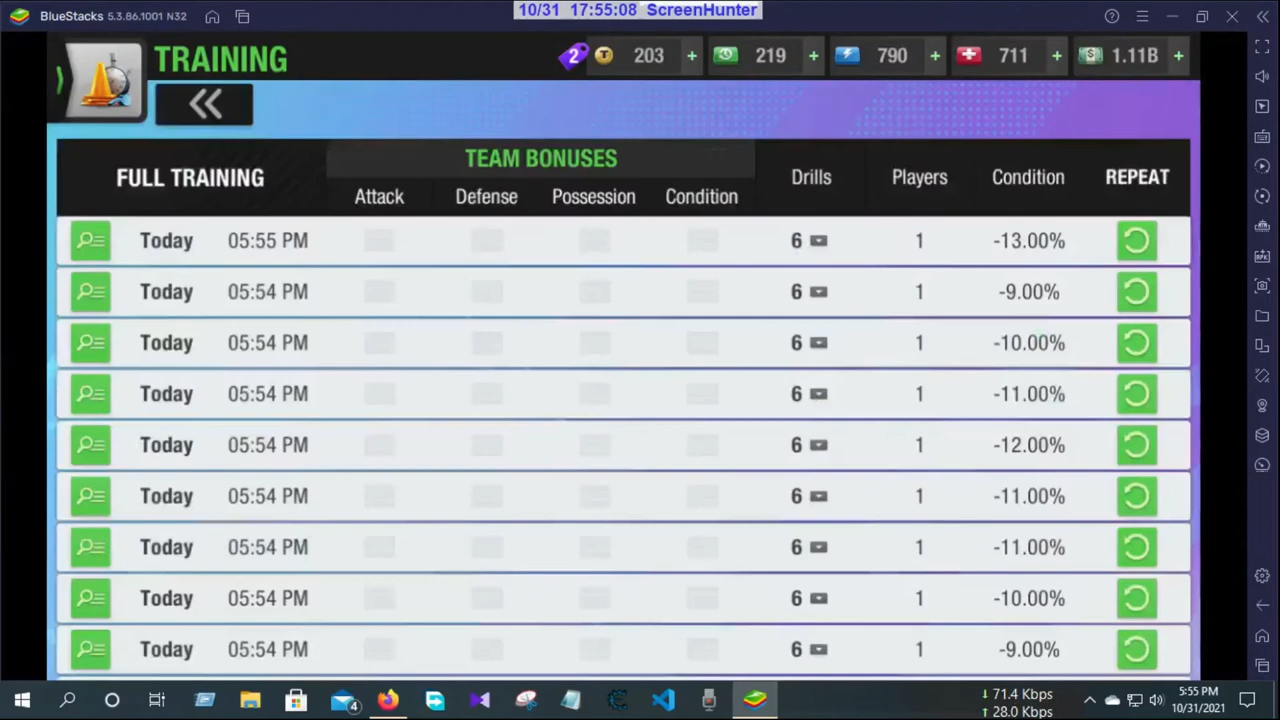 BlueStacks 5.3.86.1001 N32
10/31 17:55:08 ScreenHunter
TRAINING
2 T 203 + 219 + 790 + 711 + $ 1.11B +
FULL TRAINING TEAM BONUSES Drills Players Condition REPEAT
Attack Defense Possession Condition
Today 05:55 PM 6 1 -13.00%
Today 05:54 PM 6 1 -9.00%
Today 05:54 PM 6 1 -10.00%
Today 05:54 PM 6 1 -11.00%
Today 05:54 PM 6 1 -12.00%
Today 05:54 PM 6 1 -11.00%
Today 05:54 PM 6 1 -11.00%
Today 05:54 PM 6 1 -10.00%
Today 05:54 PM 6 1 -9.00%
4
↓ 71.4 Kbps
↑ 28.0 Kbps
5:55 PM
10/31/2021